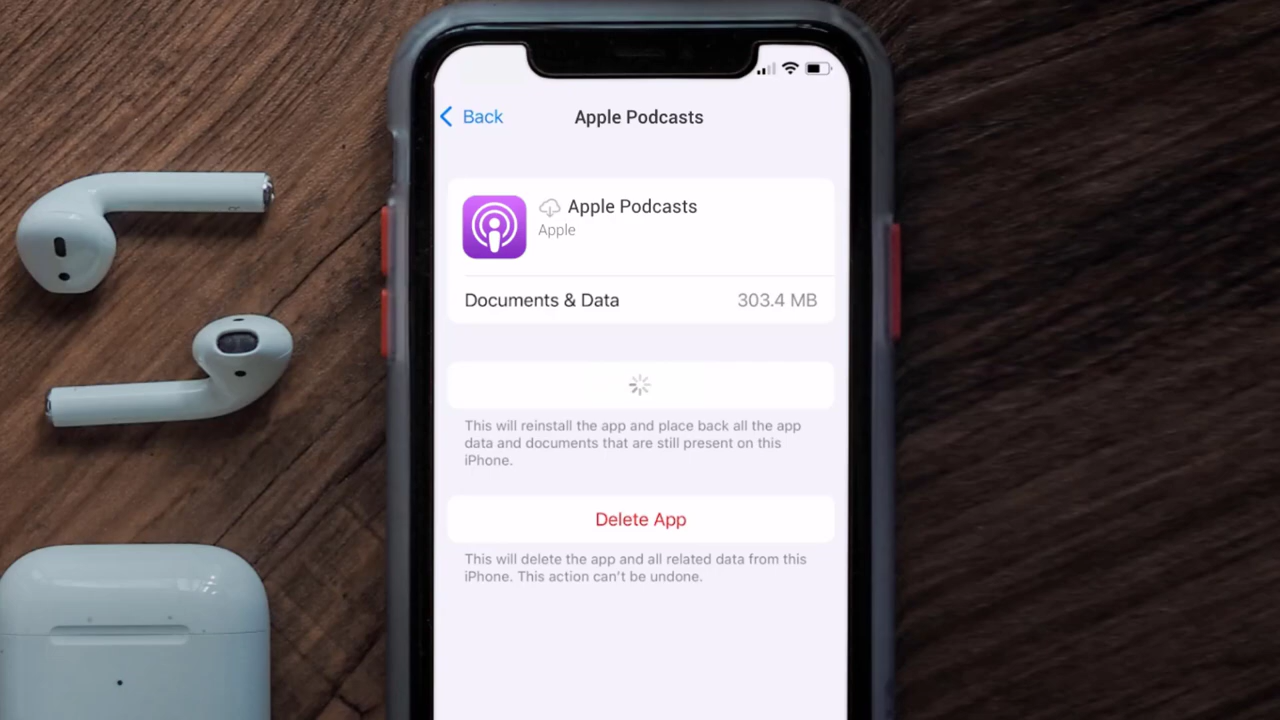 Back
Apple Podcasts
Apple Podcasts
Apple
Documents & Data
303.4 MB
This will reinstall the app and place back all the app
data and documents that are still present on this
iPhone.
Delete App
This will delete the app and all related data from this
iPhone. This action can't be undone.